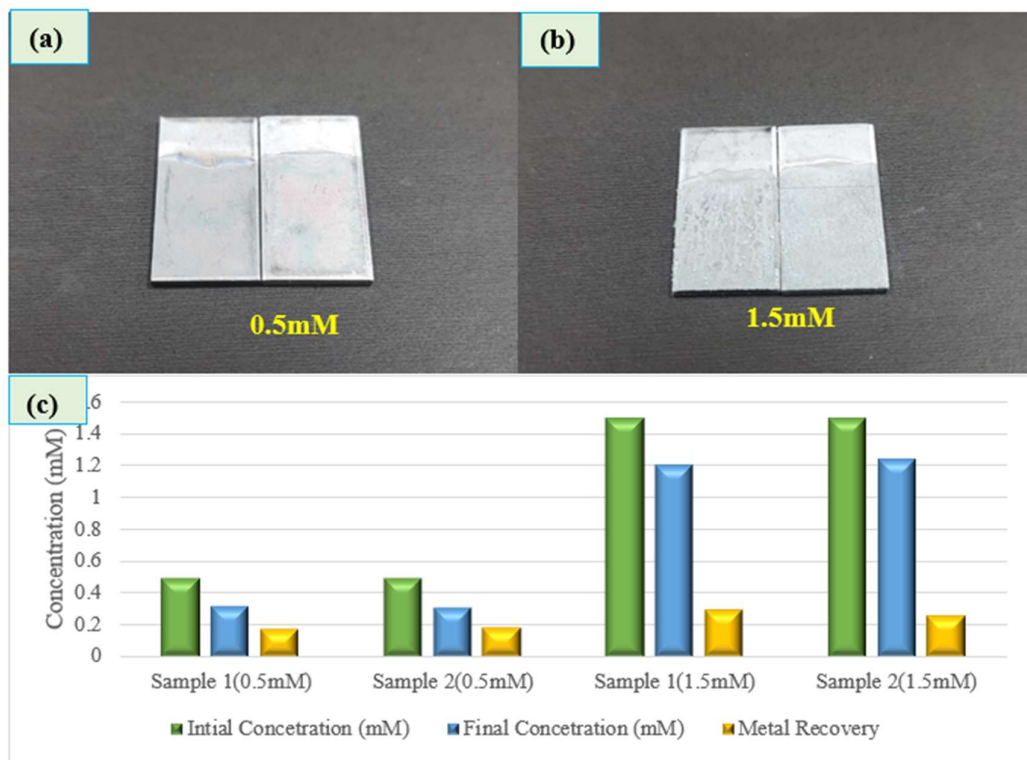 (a)
(b)
0.5mM
1.5mM
(c)
Concentration (mM)
.6
1.4
1.2
1
0.8
0.6
0.4
0.2
0
Sample 1(0.5mM)
Sample 2(0.5mM)
Sample 1(1.5mM)
Sample 2(1.5mM)
Intial Concetration (mM)
Final Concetration (mM)
Metal Recovery